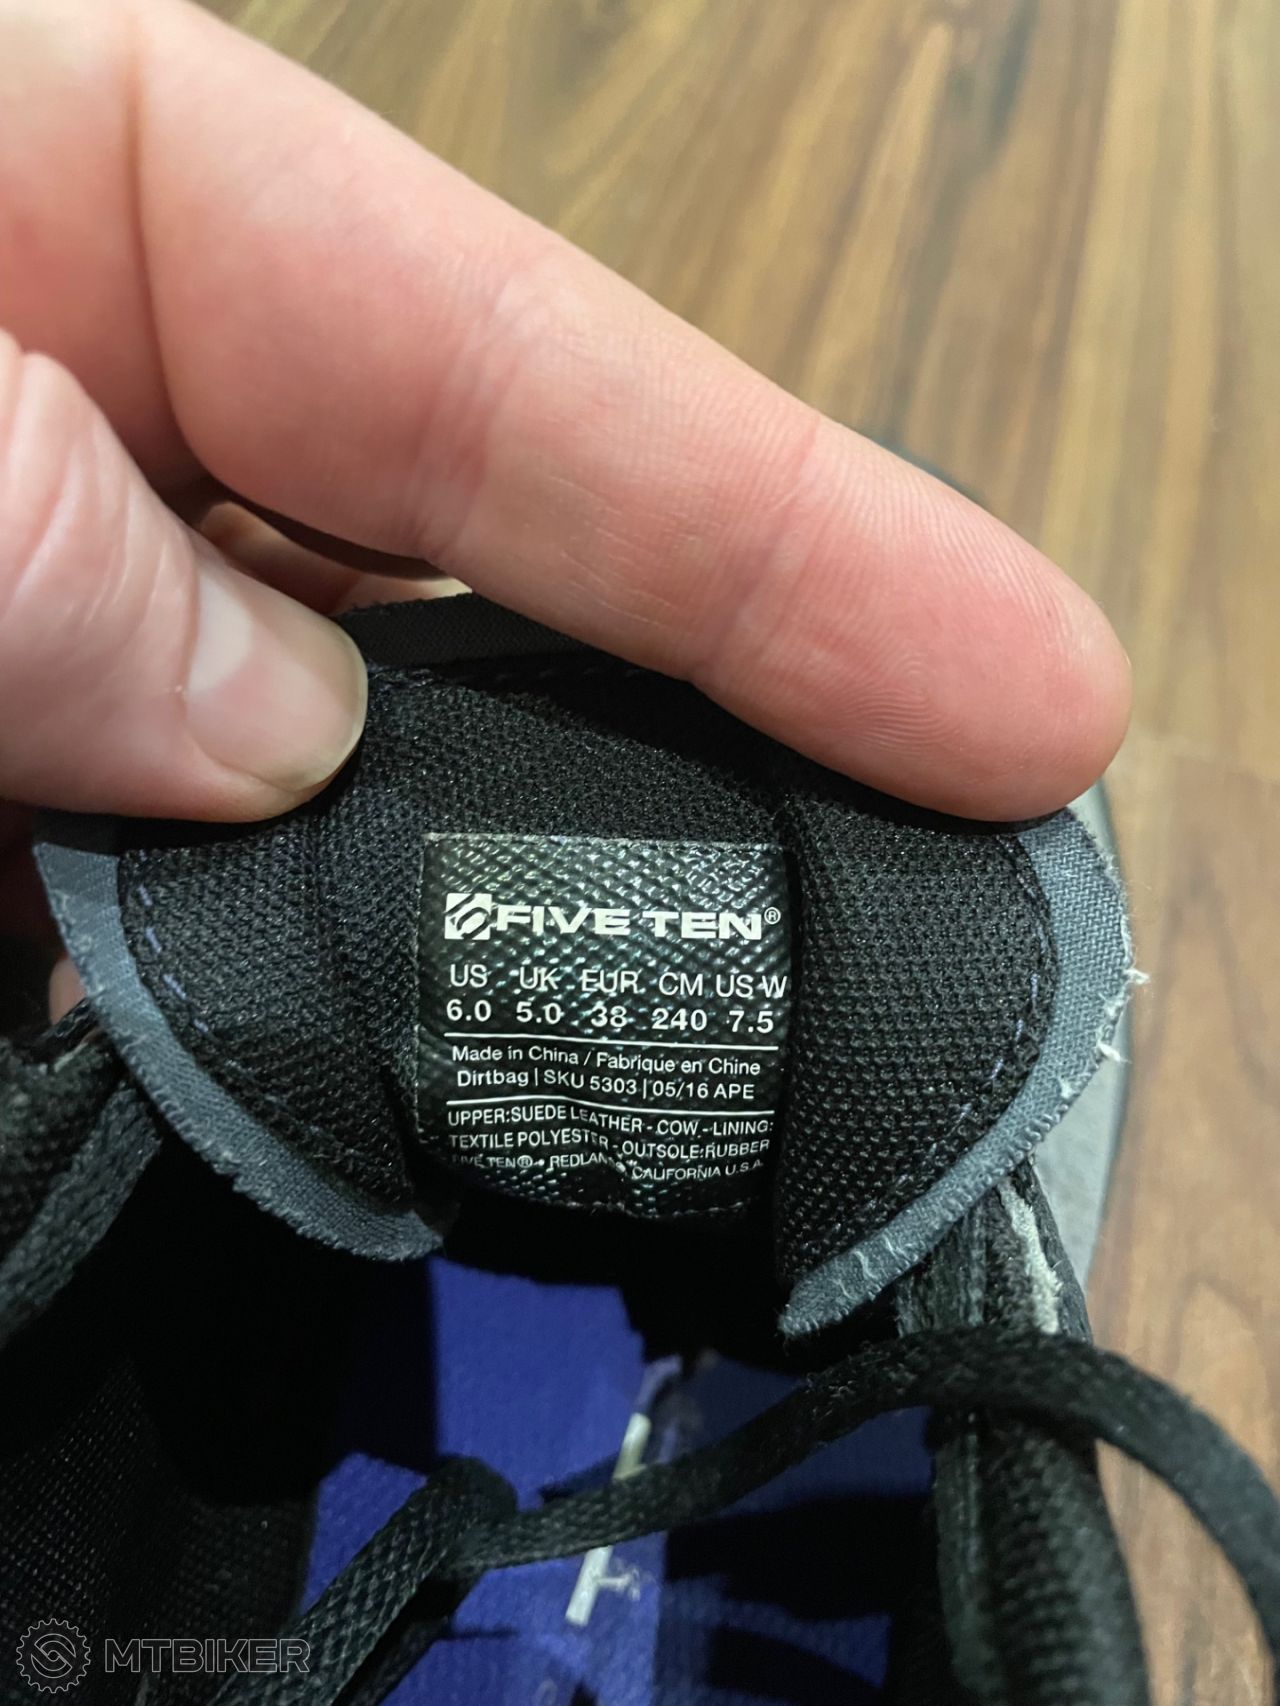 FIVE TEN®
US UK EUR CM US W
6.0 5.0 38 240 7.5
Made in China / Fabrique en Chine
Dirtbag | SKU 5303 | 05/16 APE
UPPER:SUEDE LEATHER - COW - LINING:
TEXTILE POLYESTER - OUTSOLE:RUBBER
FIVE TEN® • CALIFORNIA U.S.A.
MTBIKER